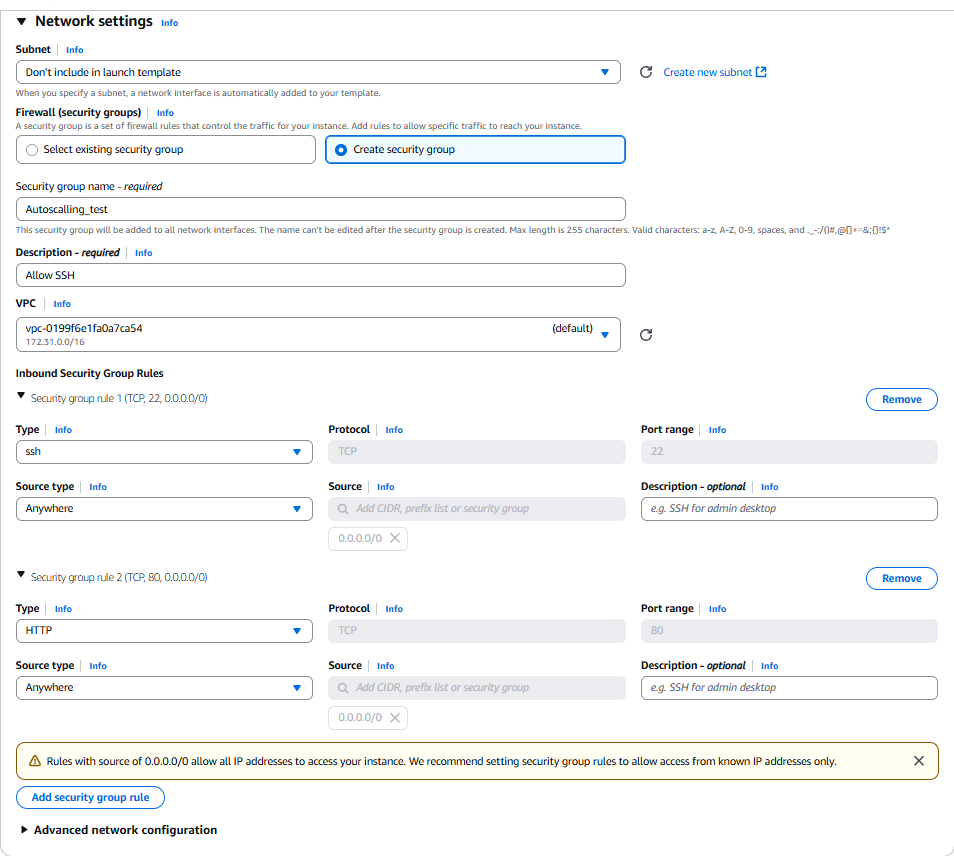 Network settings Info
Subnet Info
Don't include in launch template
Create new subnet
When you specify a subnet, a network interface is automatically added to your template.
Firewall (security groups) Info
A security group is a set of firewall rules that control the traffic for your instance. Add rules to allow specific traffic to reach your instance.
Select existing security group
Create security group
Security group name - required
Autoscalling_test
This security group will be added to all network interfaces. The name can't be edited after the security group is created. Max length is 255 characters. Valid characters: a-z, A-Z, 0-9, spaces, and ._-:/()#,@[]+=&;{}!$*
Description - required Info
Allow SSH
VPC Info
vpc-0199f6e1fa0a7ca54 (default)
172.31.0.0/16
Inbound Security Group Rules
Security group rule 1 (TCP, 22, 0.0.0.0/0) Remove
Type Info Protocol Info Port range Info
ssh TCP 22
Source type Info Source Info Description - optional Info
Anywhere Add CIDR, prefix list or security group e.g. SSH for admin desktop
0.0.0.0/0
Security group rule 2 (TCP, 80, 0.0.0.0/0) Remove
Type Info Protocol Info Port range Info
HTTP TCP 80
Source type Info Source Info Description - optional Info
Anywhere Add CIDR, prefix list or security group e.g. SSH for admin desktop
0.0.0.0/0
Rules with source of 0.0.0.0/0 allow all IP addresses to access your instance. We recommend setting security group rules to allow access from known IP addresses only.
Add security group rule
Advanced network configuration